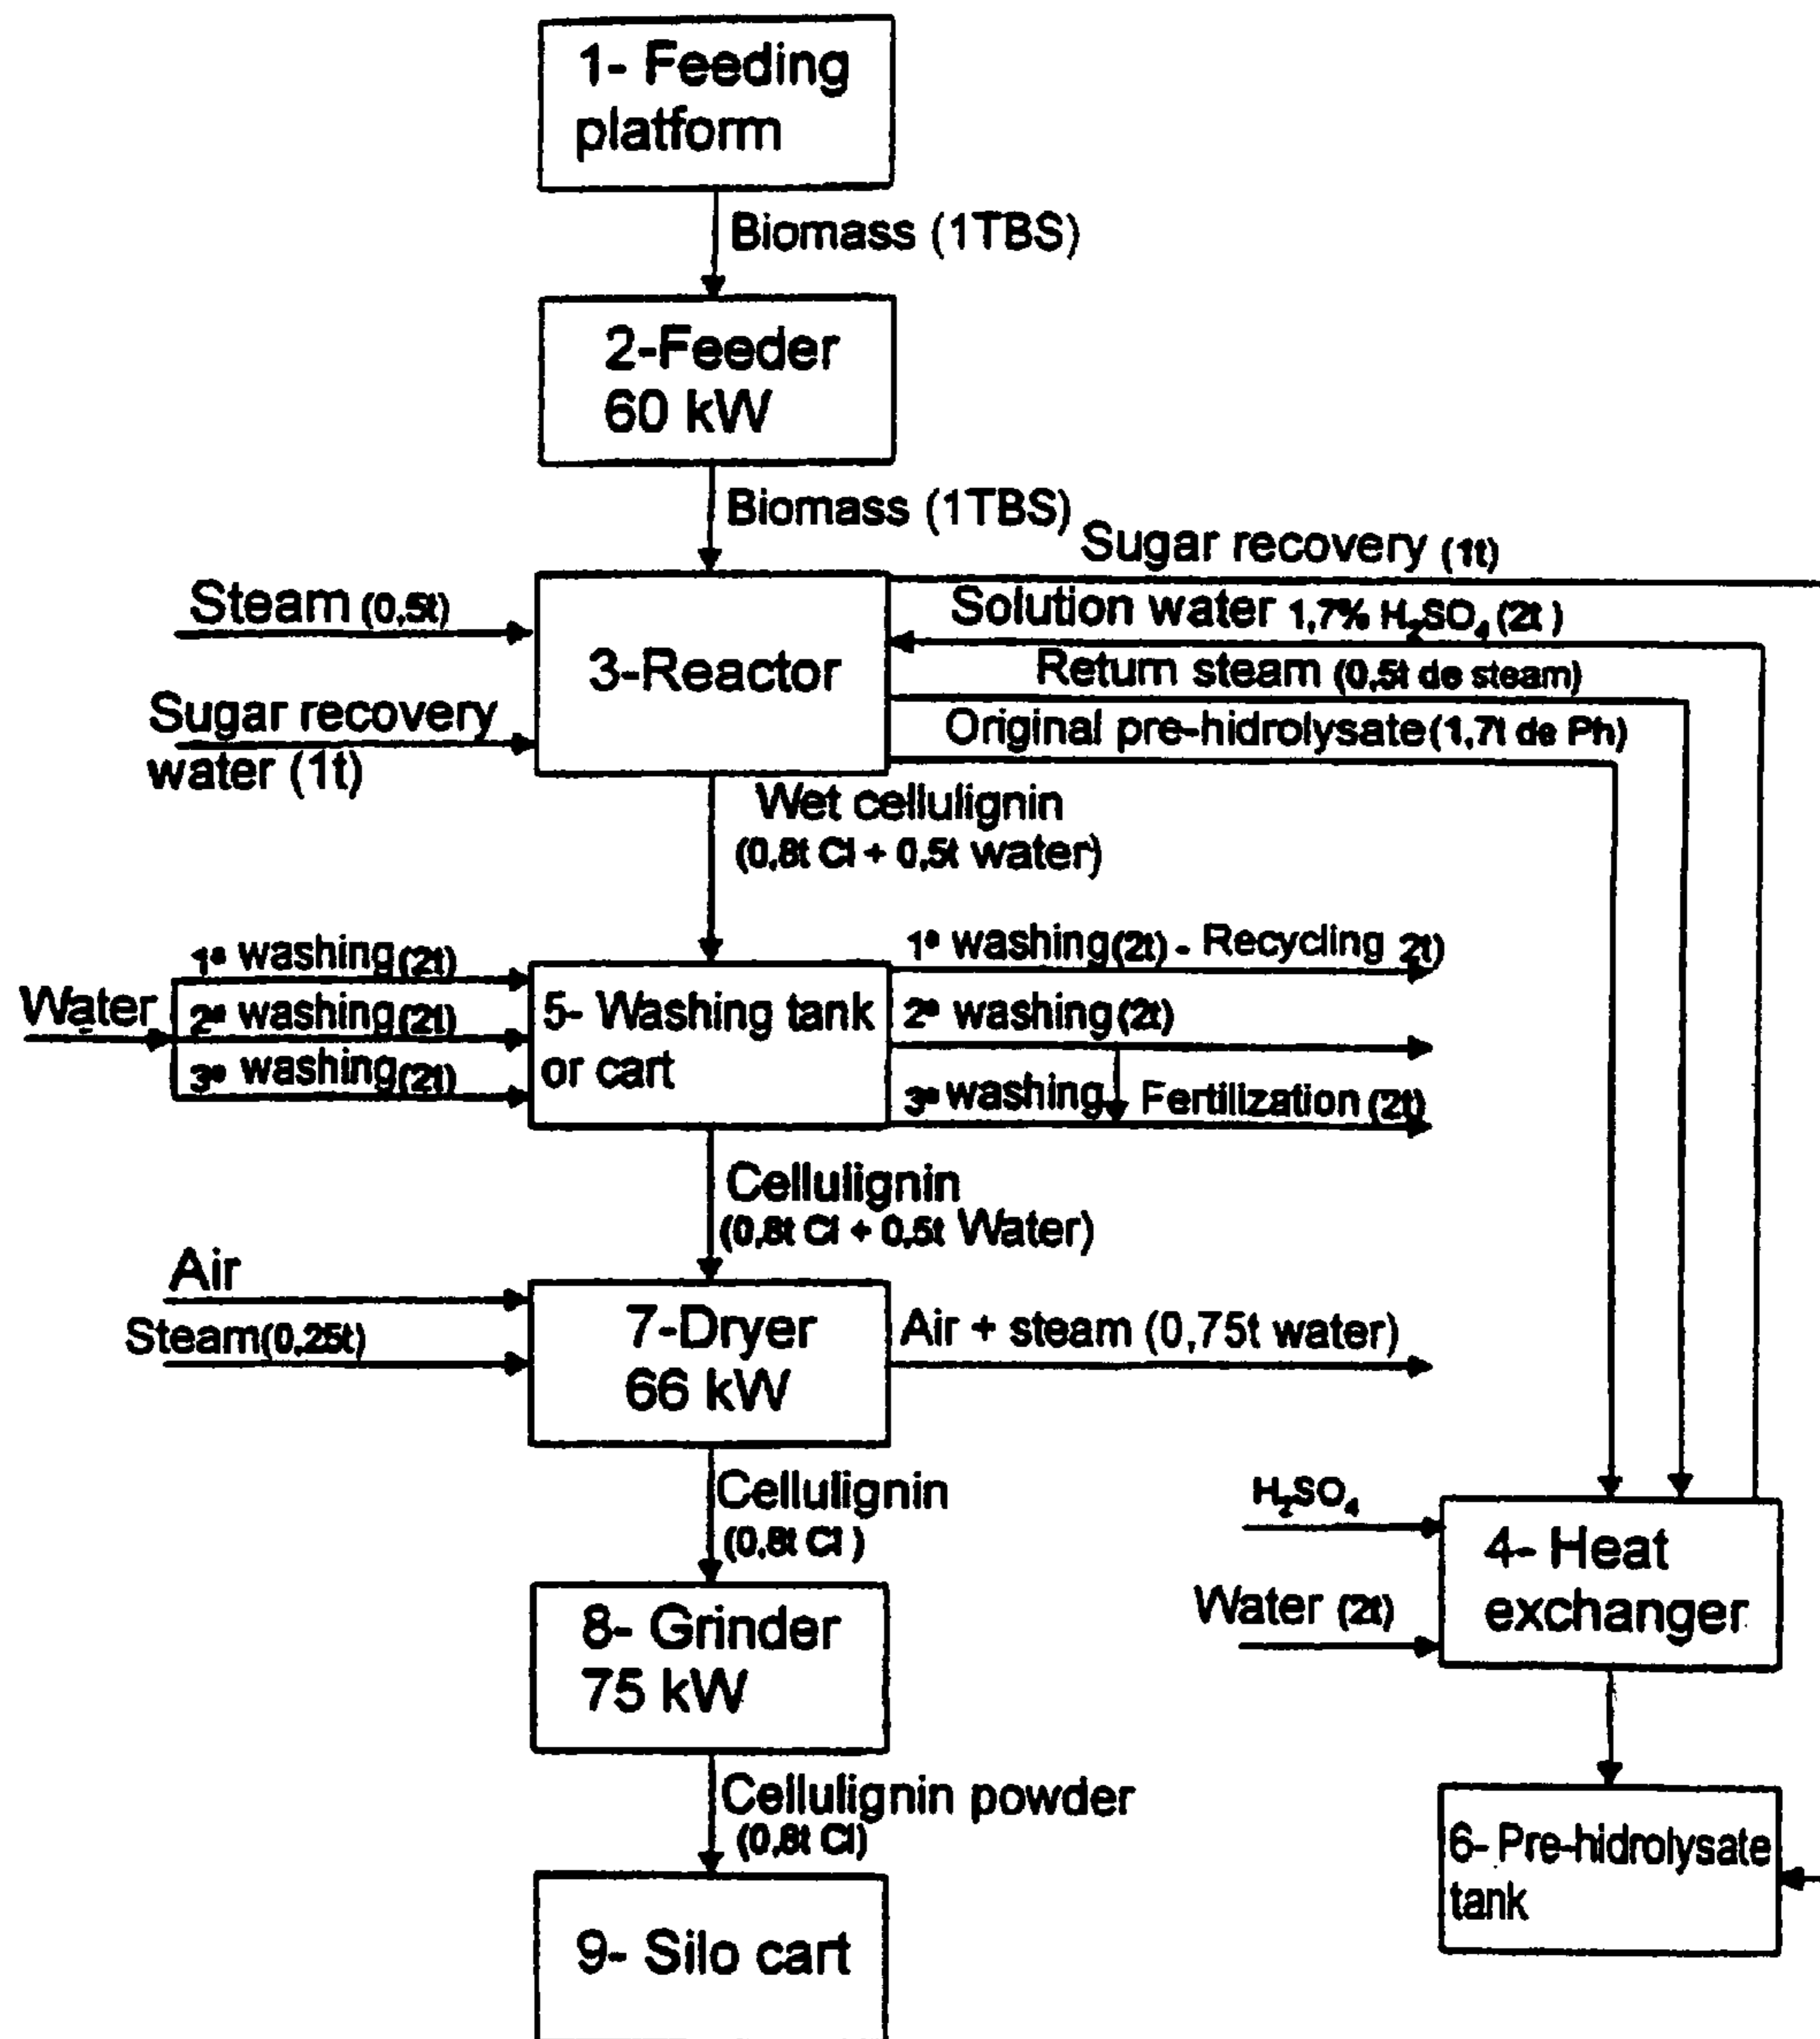 1- Feeding
platform
Biomass (1TBS)
2-Feeder
60 kW
Biomass (1TBS)
Sugar recovery (1t)
Steam (0,5t)
Solution water 1,7% H₂SO₄ (2t )
3-Reactor
Return steam (0,5t de steam)
Sugar recovery
water (1t)
Original pre-hidrolysate (1,7t de Ph)
Wet cellulignin
(0,8t Cl + 0,5t water)
Water
1ª washing (2t)
2ª washing (2t)
3ª washing (2t)
5- Washing tank
or cart
1ª washing (2t) - Recycling 2t)
2ª washing (2t)
3ª washing
Fertilization (2t)
Cellulignin
(0,8t Cl + 0,5t Water)
Air
Steam (0,25t)
7-Dryer
66 kW
Air + steam (0,75t water)
Cellulignin
(0,8t Cl )
H₂SO₄
Water (2t)
4- Heat
exchanger
8- Grinder
75 kW
Cellulignin powder
(0,8t Cl)
6- Pre-hidrolysate
tank
9- Silo cart